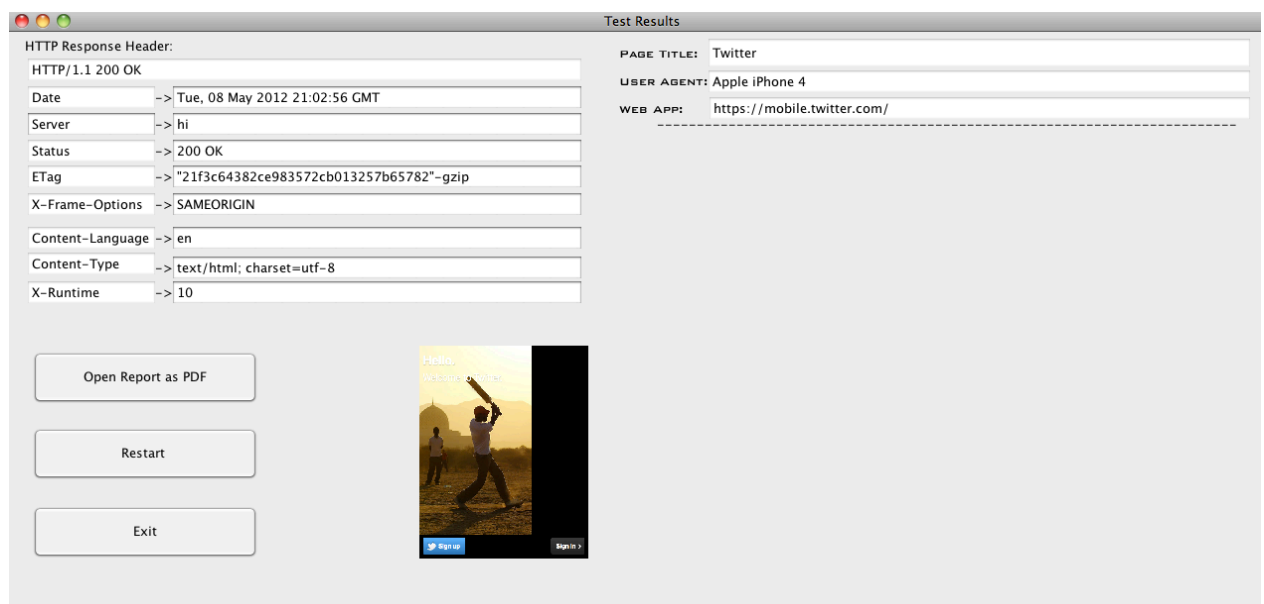 Test Results
HTTP Response Header:
HTTP/1.1 200 OK
Date -> Tue, 08 May 2012 21:02:56 GMT
Server -> hi
Status -> 200 OK
ETag -> "21f3c64382ce983572cb013257b65782"-gzip
X-Frame-Options -> SAMEORIGIN
Content-Language -> en
Content-Type -> text/html; charset=utf-8
X-Runtime -> 10
Page Title: Twitter
User Agent: Apple iPhone 4
Web App: https://mobile.twitter.com/
Open Report as PDF
Restart
Exit
Hello.
Welcome to Twitter
Sign up
Sign in >